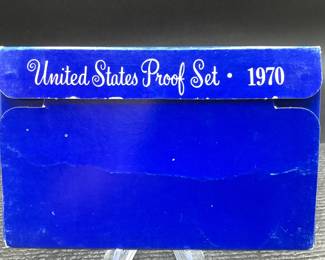 United States Proof Set • 1970